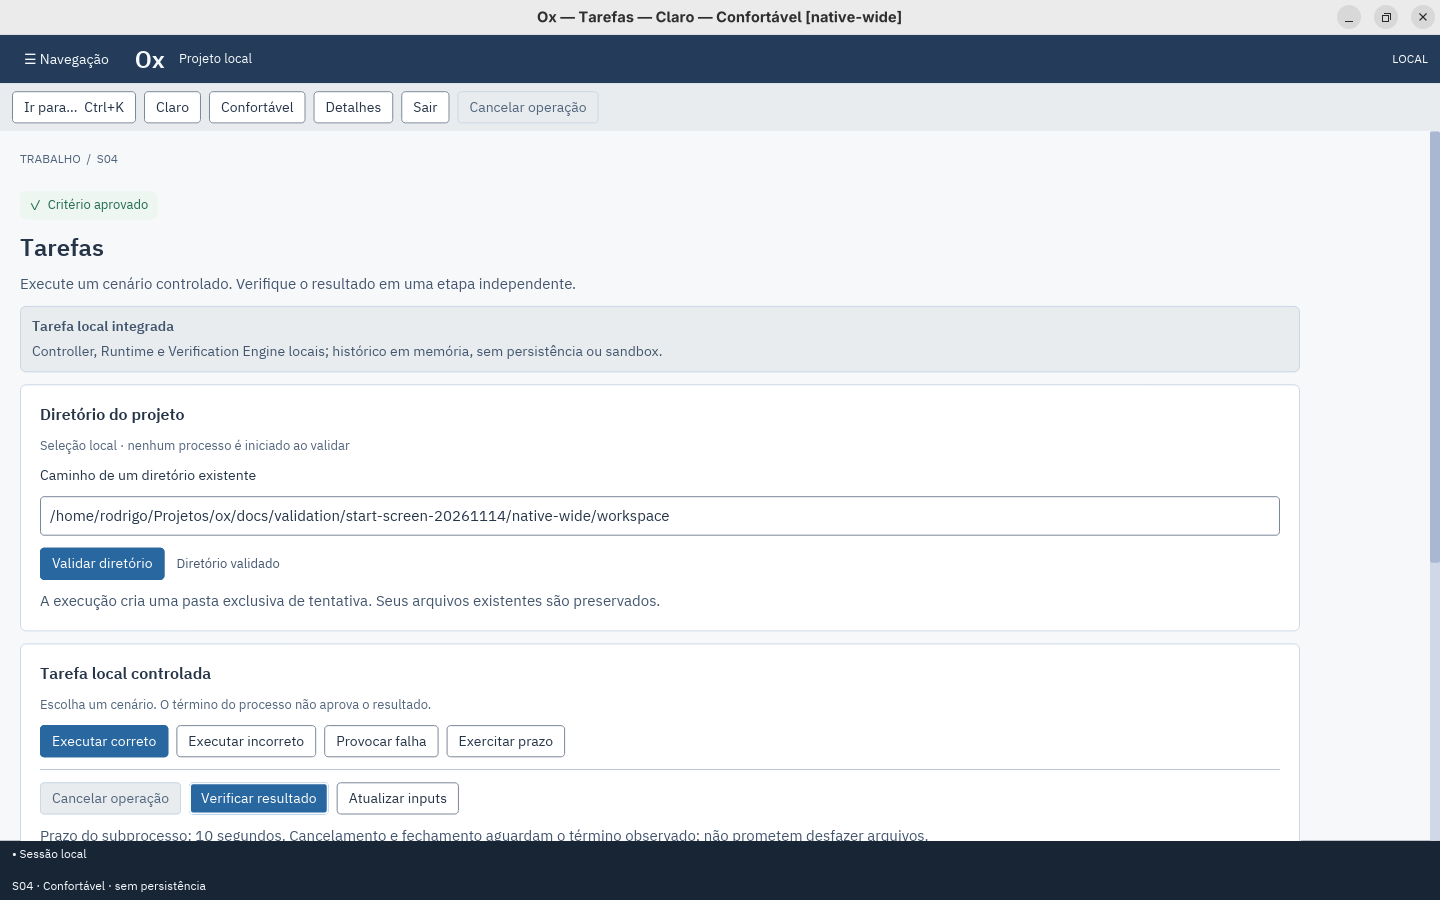 Ox — Tarefas — Claro — Confortável [native-wide]
☰ Navegação Ox Projeto local LOCAL
Ir para... Ctrl+K Claro Confortável Detalhes Sair Cancelar operação
TRABALHO / S04
✓ Critério aprovado
Tarefas
Execute um cenário controlado. Verifique o resultado em uma etapa independente.
Tarefa local integrada
Controller, Runtime e Verification Engine locais; histórico em memória, sem persistência ou sandbox.
Diretório do projeto
Seleção local · nenhum processo é iniciado ao validar
Caminho de um diretório existente
/home/rodrigo/Projetos/ox/docs/validation/start-screen-20261114/native-wide/workspace
Validar diretório Diretório validado
A execução cria uma pasta exclusiva de tentativa. Seus arquivos existentes são preservados.
Tarefa local controlada
Escolha um cenário. O término do processo não aprova o resultado.
Executar correto Executar incorreto Provocar falha Exercitar prazo
Cancelar operação Verificar resultado Atualizar inputs
Prazo do subprocesso: 10 segundos. Cancelamento e fechamento aguardam o término observado; não prometem desfazer arquivos.
• Sessão local
S04 · Confortável · sem persistência